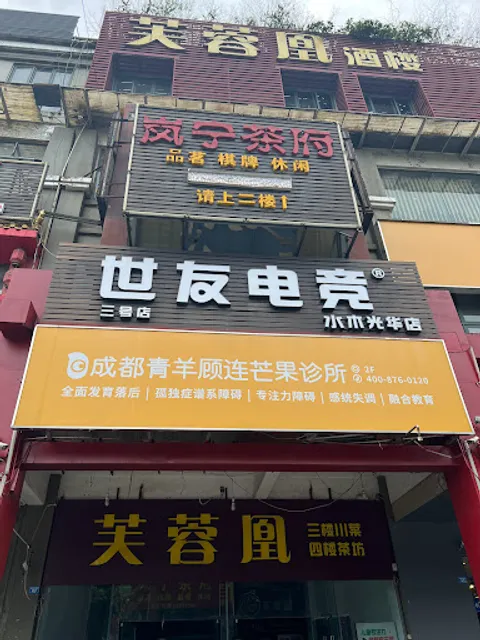 芙蓉凰 酒楼
岚宁茶府
品茗 棋牌 休闲
请上二楼!
世友电竞®
三号店
水木光华店
成都青羊顾连芒果诊所 2F
400-876-0120
全面发育落后 | 孤独症谱系障碍 | 专注力障碍 | 感统失调 | 融合教育
芙蓉凰
三楼川菜
四楼茶坊